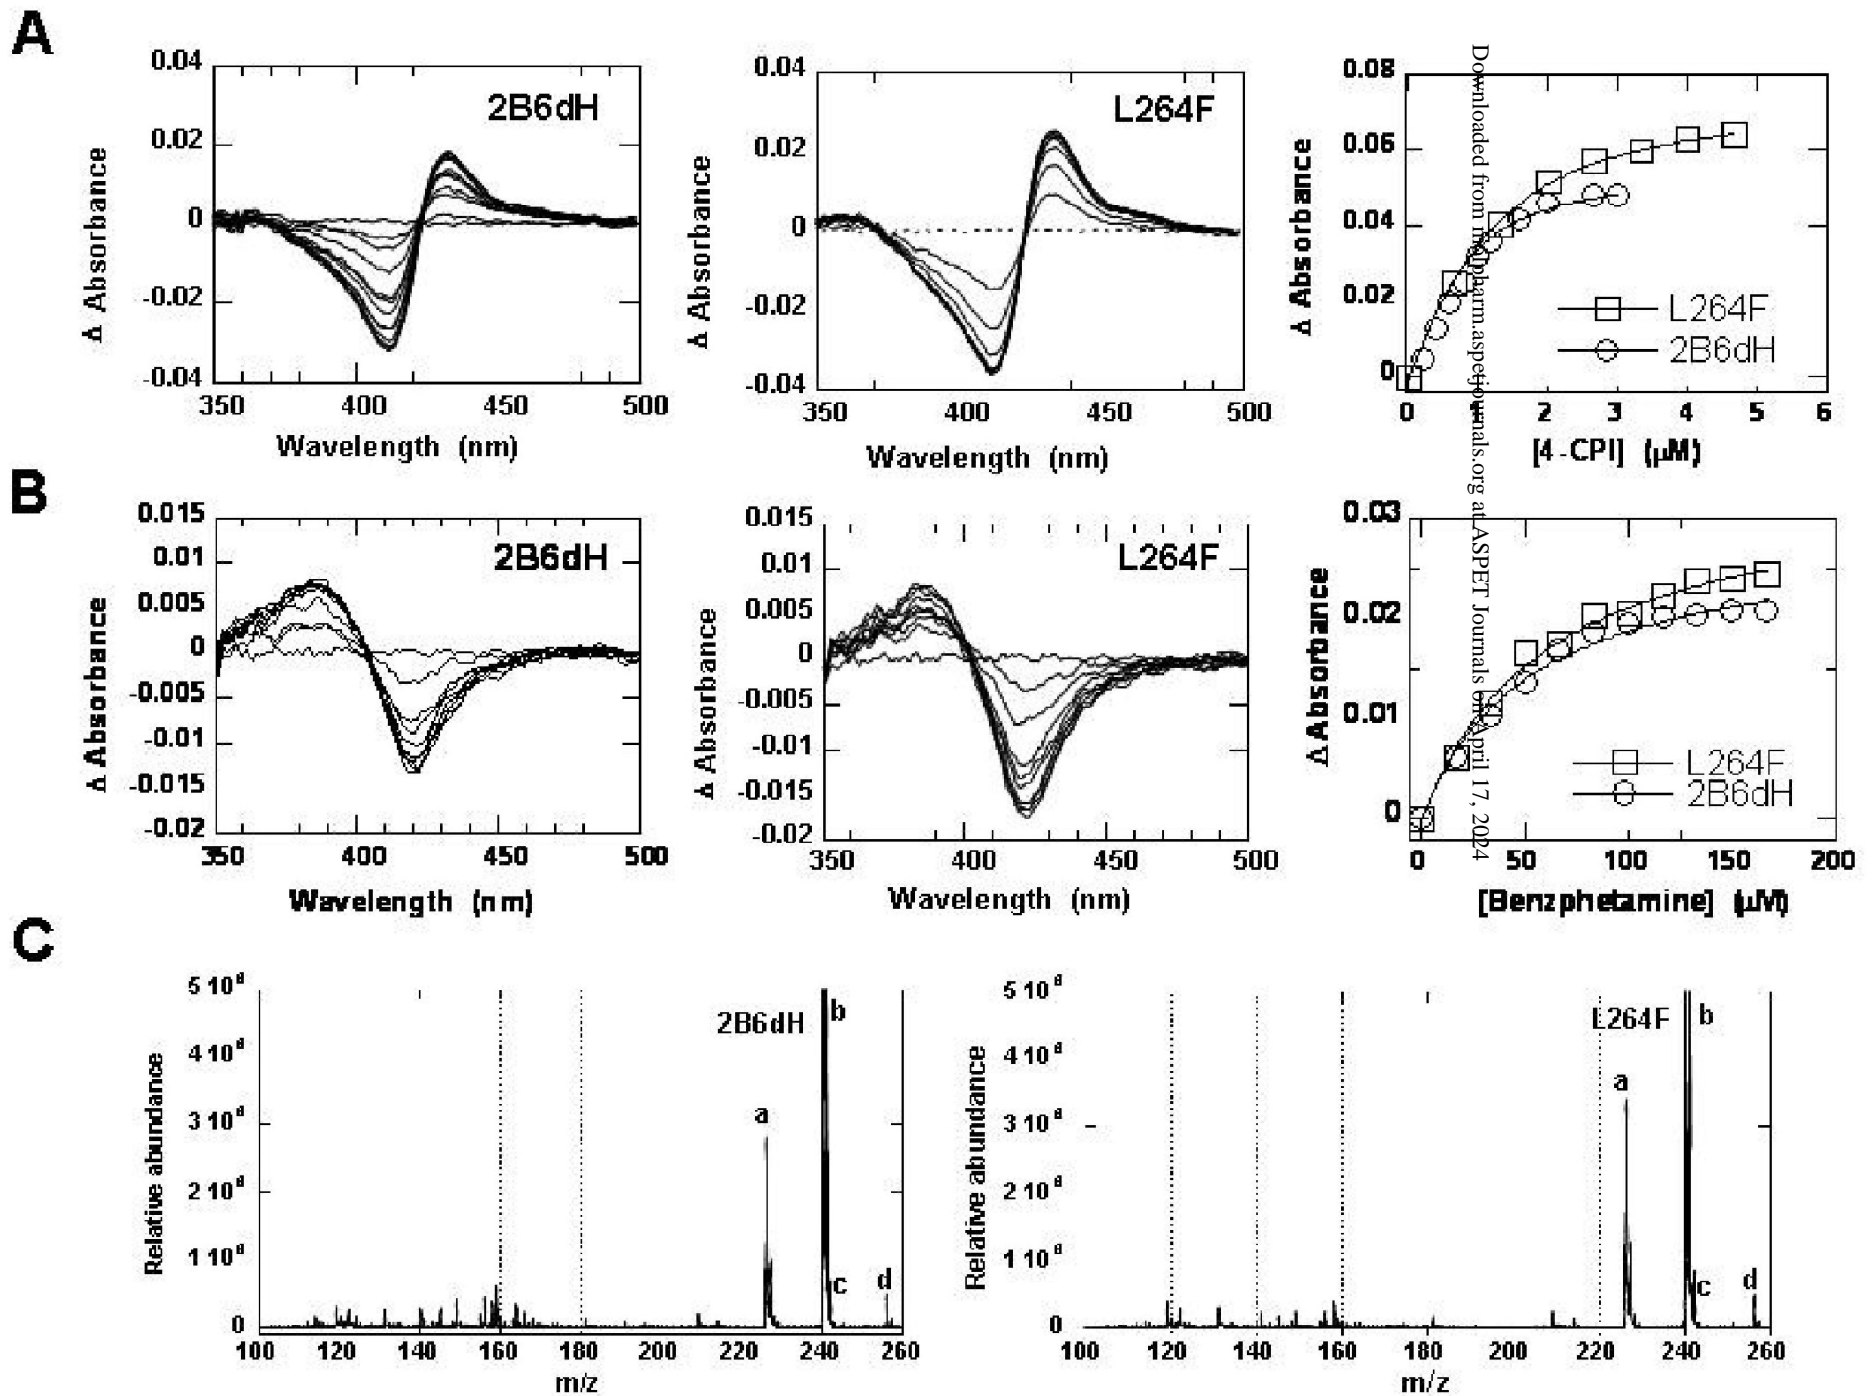 A
0.04
0.02
0
-0.02
-0.04
Δ Absorbance
2B6dH
350 400 450 500
Wavelength (nm)
0.04
0.02
0
-0.02
-0.04
Δ Absorbance
L264F
350 400 450 500
Wavelength (nm)
0.08
0.06
0.04
0.02
0
Δ Absorbance
L264F
2B6dH
0 1 2 3 4 5 6
[4-CPI] (µM)
B
0.015
0.01
0.005
0
-0.005
-0.01
-0.015
-0.02
Δ Absorbance
2B6dH
350 400 450 500
Wavelength (nm)
0.015
0.01
0.005
0
-0.005
-0.01
-0.015
-0.02
Δ Absorbance
L264F
350 400 450 500
Wavelength (nm)
0.03
0.02
0.01
0
Δ Absorbance
L264F
2B6dH
0 50 100 150 200
[Benzphetamine] (µM)
Downloaded from molpharm.aspetjournals.org at ASPET Journals on April 17, 2024
C
5 10⁸
4 10⁸
3 10⁸
2 10⁸
1 10⁸
0
Relative abundance
2B6dH
a
b
c
d
100 120 140 160 200 220 240 260
m/z
5 10⁸
4 10⁸
3 10⁸
2 10⁸
1 10⁸
0
Relative abundance
L264F
a
b
c
d
100 120 140 160 180 200 220 240 260
m/z